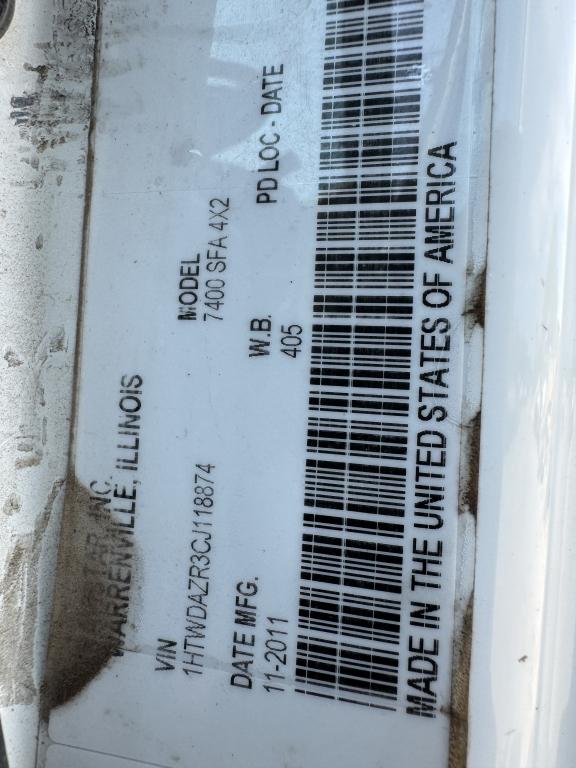 INC.
WARRENVILLE, ILLINOIS
VIN
1HTWDAZR3CJ118874
MODEL
7400 SFA 4X2
DATE MFG.
11-2011
W.B.
405
PD LOC - DATE
MADE IN THE UNITED STATES OF AMERICA